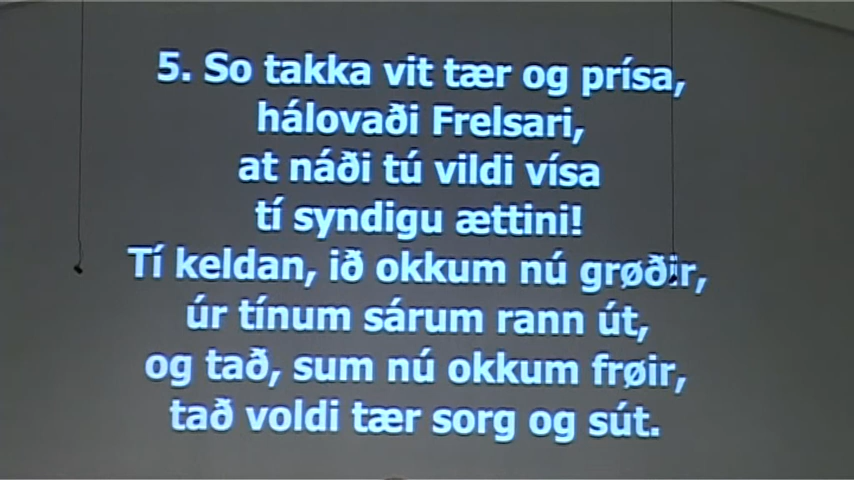 5. So takka vit tær og prísa,
hálovaði Frelsari,
at náði tú vildi vísa
tí syndigu ættini!
Tí keldan, ið okkum nú grøðir,
úr tínum sárum rann út,
og tað, sum nú okkum frøir,
tað voldi tær sorg og sút.